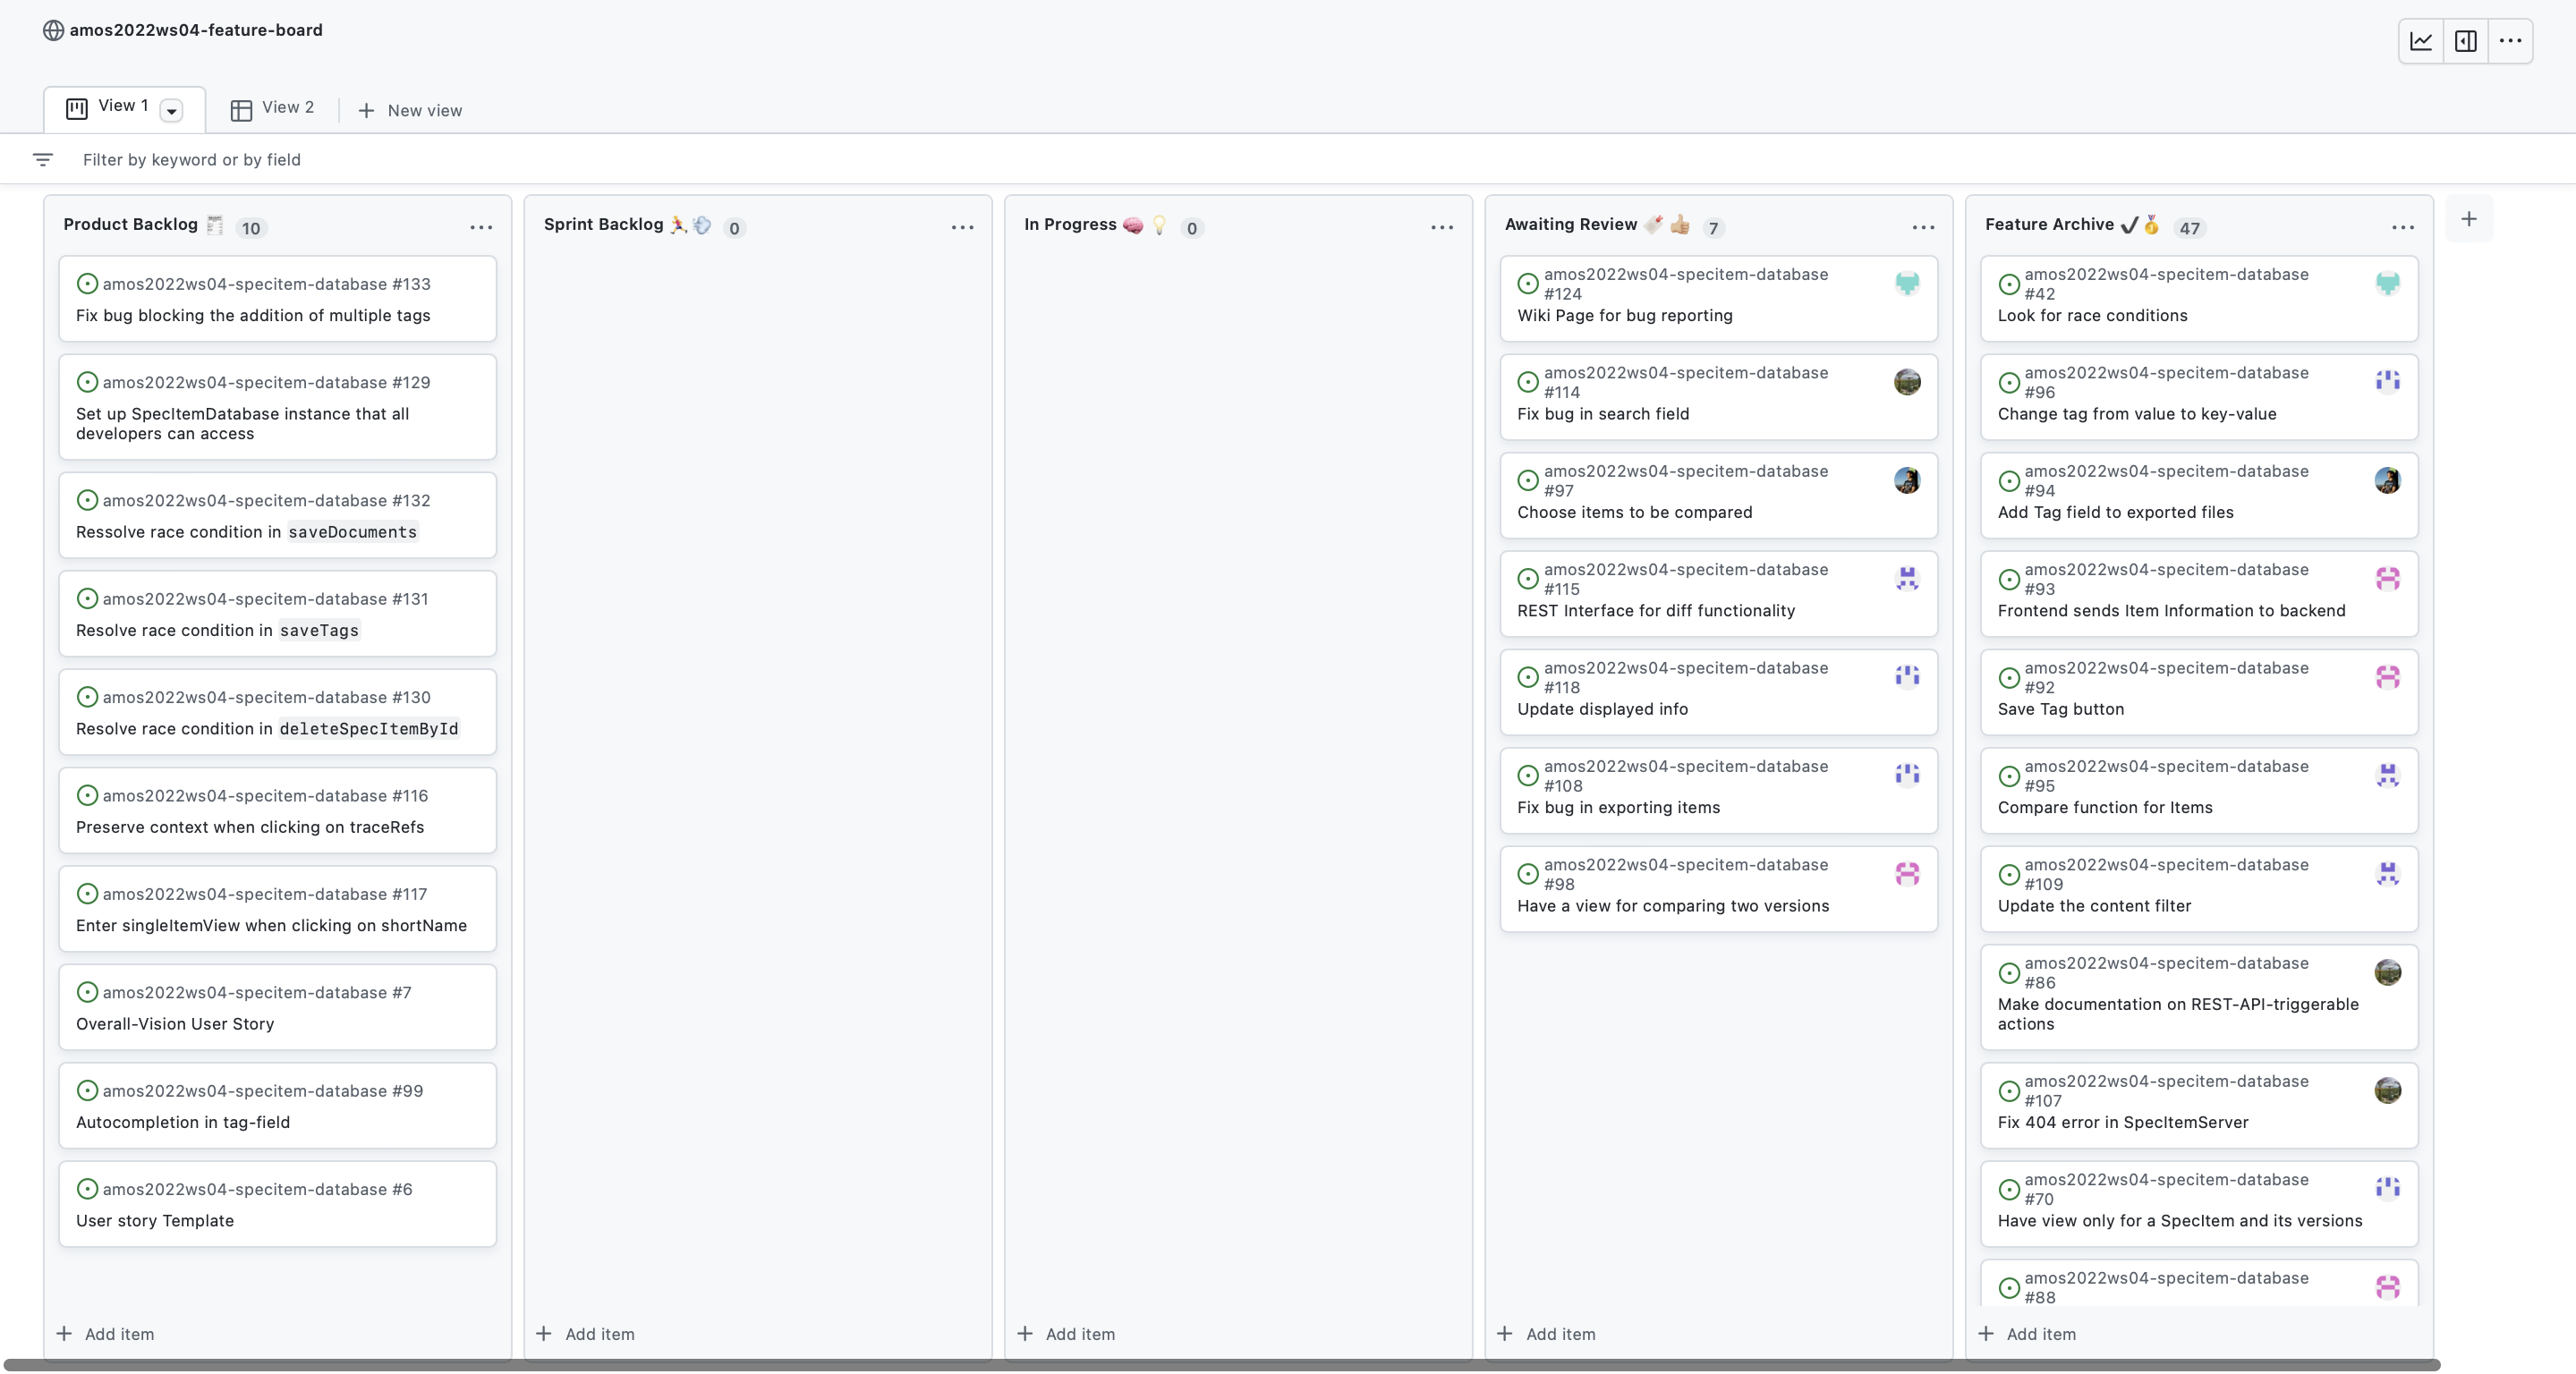 amos2022ws04-feature-board
View 1
View 2
New view
Filter by keyword or by field
Product Backlog 10
amos2022ws04-specitem-database #133
Fix bug blocking the addition of multiple tags
amos2022ws04-specitem-database #129
Set up SpecItemDatabase instance that all
developers can access
amos2022ws04-specitem-database #132
Ressolve race condition in saveDocuments
amos2022ws04-specitem-database #131
Resolve race condition in saveTags
amos2022ws04-specitem-database #130
Resolve race condition in deleteSpecItemById
amos2022ws04-specitem-database #116
Preserve context when clicking on traceRefs
amos2022ws04-specitem-database #117
Enter singleItemView when clicking on shortName
amos2022ws04-specitem-database #7
Overall-Vision User Story
amos2022ws04-specitem-database #99
Autocompletion in tag-field
amos2022ws04-specitem-database #6
User story Template
Add item
Sprint Backlog 0
Add item
In Progress 0
Add item
Awaiting Review 7
amos2022ws04-specitem-database
#124
Wiki Page for bug reporting
amos2022ws04-specitem-database
#114
Fix bug in search field
amos2022ws04-specitem-database
#97
Choose items to be compared
amos2022ws04-specitem-database
#115
REST Interface for diff functionality
amos2022ws04-specitem-database
#118
Update displayed info
amos2022ws04-specitem-database
#108
Fix bug in exporting items
amos2022ws04-specitem-database
#98
Have a view for comparing two versions
Add item
Feature Archive 47
amos2022ws04-specitem-database
#42
Look for race conditions
amos2022ws04-specitem-database
#96
Change tag from value to key-value
amos2022ws04-specitem-database
#94
Add Tag field to exported files
amos2022ws04-specitem-database
#93
Frontend sends Item Information to backend
amos2022ws04-specitem-database
#92
Save Tag button
amos2022ws04-specitem-database
#95
Compare function for Items
amos2022ws04-specitem-database
#109
Update the content filter
amos2022ws04-specitem-database
#86
Make documentation on REST-API-triggerable
actions
amos2022ws04-specitem-database
#107
Fix 404 error in SpecItemServer
amos2022ws04-specitem-database
#70
Have view only for a SpecItem and its versions
amos2022ws04-specitem-database
#88
Add item